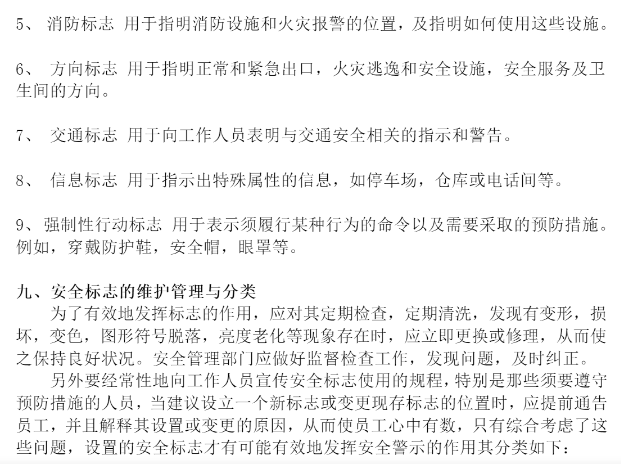 5、 消防标志 用于指明消防设施和火灾报警的位置，及指明如何使用这些设施。
6、 方向标志 用于指明正常和紧急出口，火灾逃逸和安全设施，安全服务及卫
生间的方向。
7、 交通标志 用于向工作人员表明与交通安全相关的指示和警告。
8、 信息标志 用于指示出特殊属性的信息，如停车场，仓库或电话间等。
9、强制性行动标志 用于表示须履行某种行为的命令以及需要采取的预防措施。
例如，穿戴防护鞋，安全帽，眼罩等。
九、安全标志的维护管理与分类
为了有效地发挥标志的作用，应对其定期检查，定期清洗，发现有变形，损
坏，变色，图形符号脱落，亮度老化等现象存在时，应立即更换或修理，从而使
之保持良好状况。安全管理部门应做好监督检查工作，发现问题，及时纠正。
另外要经常性地向工作人员宣传安全标志使用的规程，特别是那些须要遵守
预防措施的人员，当建议设立一个新标志或变更现存标志的位置时，应提前通告
员工，并且解释其设置或变更的原因，从而使员工心中有数，只有综合考虑了这
些问题，设置的安全标志才有可能有效地发挥安全警示的作用其分类如下：